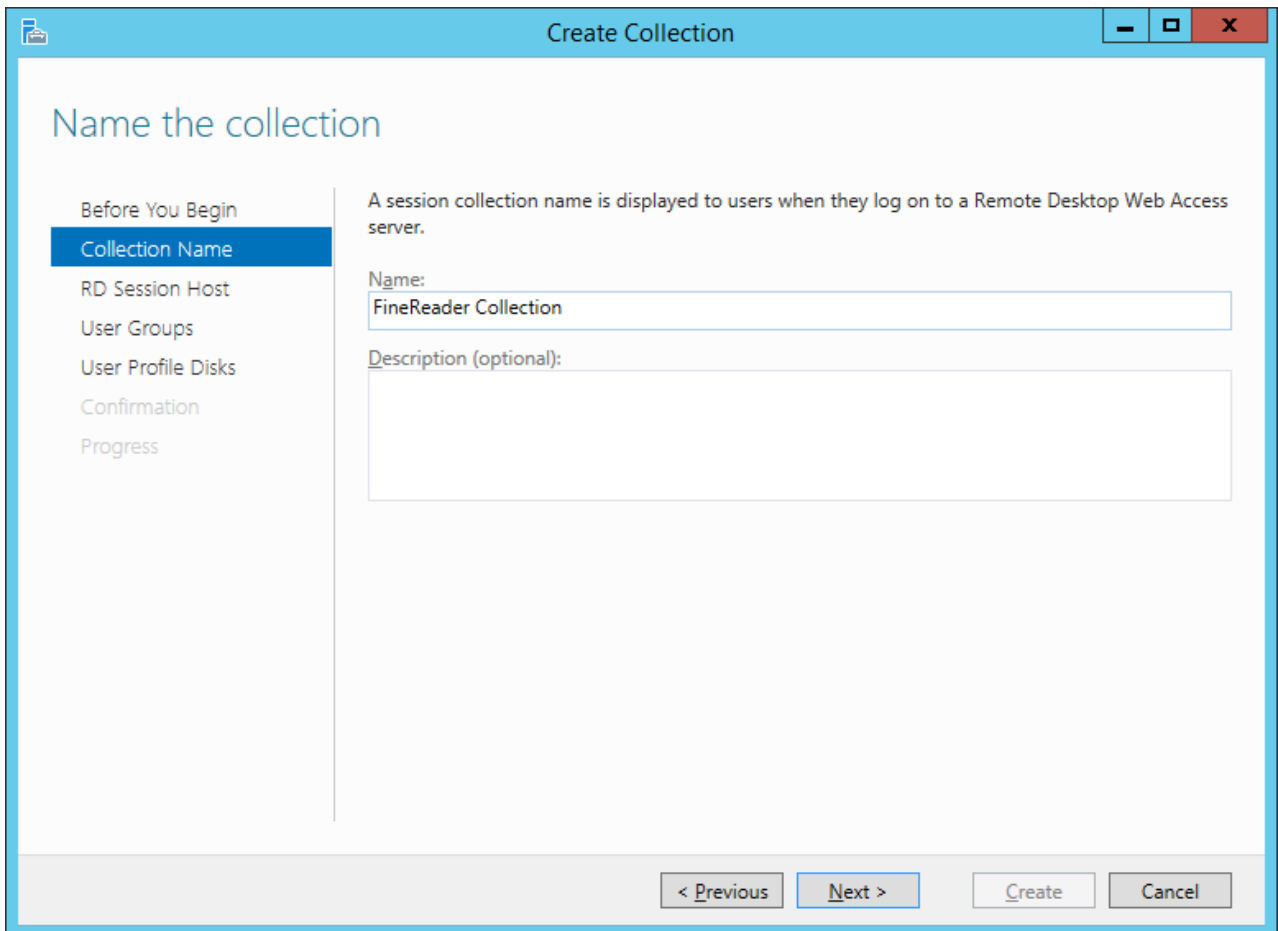 Create Collection
Name the collection
Before You Begin
Collection Name
RD Session Host
User Groups
User Profile Disks
Confirmation
Progress
A session collection name is displayed to users when they log on to a Remote Desktop Web Access
server.
Name:
FineReader Collection
Description (optional):
< Previous
Next >
Create
Cancel